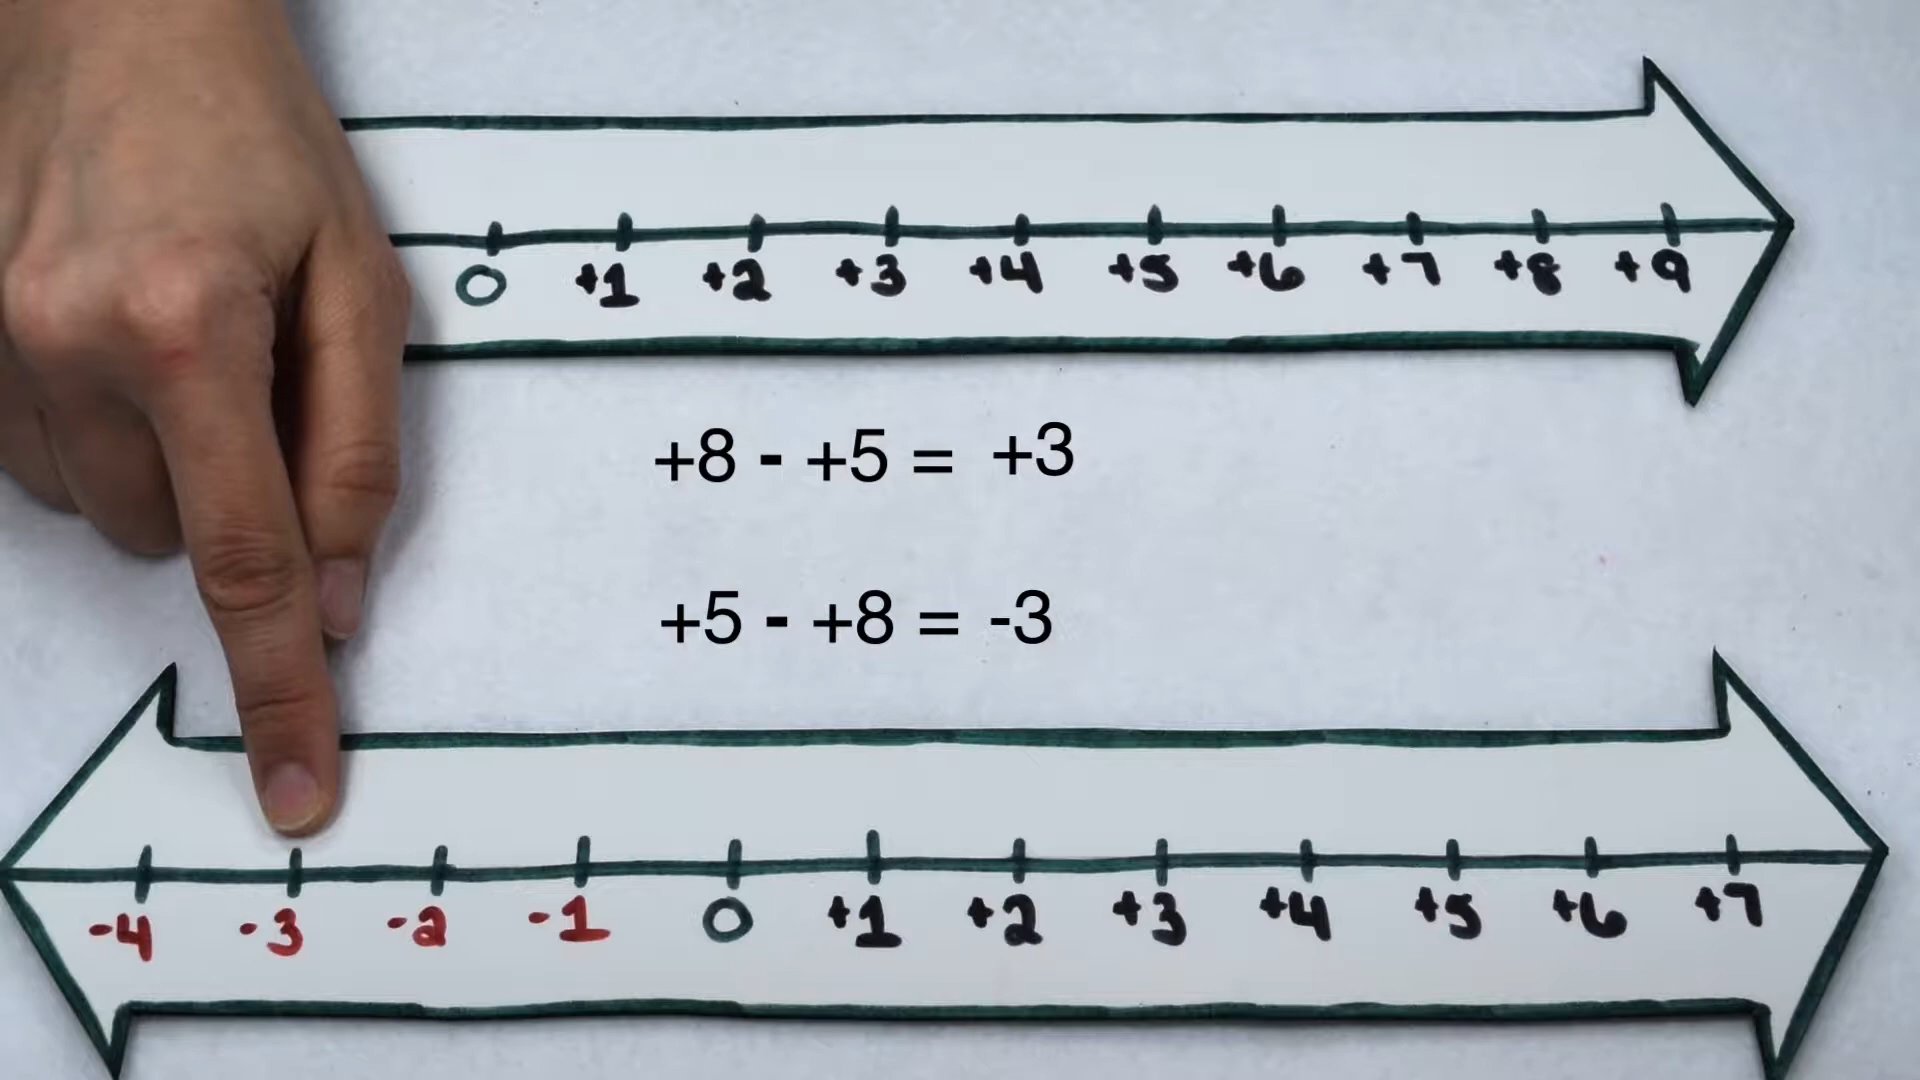 0 +1 +2 +3 +4 +5 +6 +7 +8 +9
+8 - +5 = +3
+5 - +8 = -3
-4 -3 -2 -1 0 +1 +2 +3 +4 +5 +6 +7